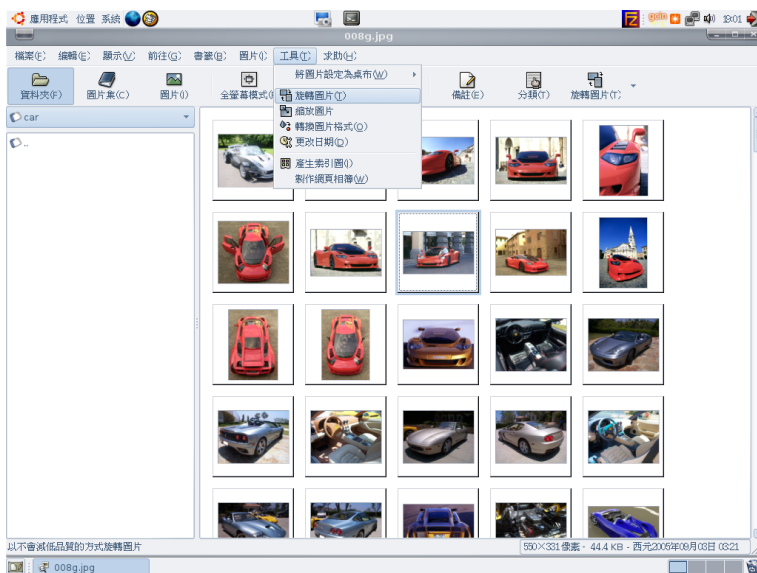 應用程式 位置 系統
gcin
19:01
008g.jpg
檔案(F) 編輯(E) 顯示(V) 前往(G) 書籤(B) 圖片(I) 工具(T) 求助(H)
資料夾(F) 圖片集(C) 圖片(I) 全螢幕模式 備註(E) 分類(T) 旋轉圖片(T)
將圖片設定為桌布(W)
旋轉圖片(T)
縮放圖片
轉換圖片格式(O)
更改日期(D)
產生索引圖(I)
製作網頁相簿(W)
car
..
以不會減低品質的方式旋轉圖片
550×331 像素 - 44.4 KB - 西元2005年09月03日 03:21
008g.jpg